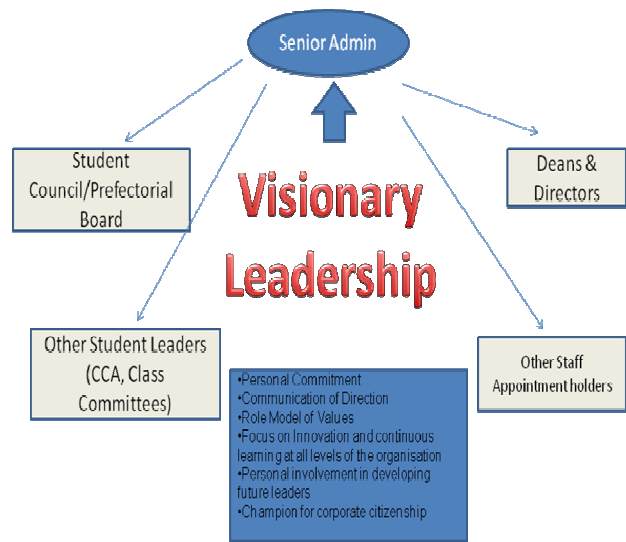 Senior Admin
Student
Council/Prefectorial
Board
Deans &
Directors
Visionary
Leadership
Other Student Leaders
(CCA, Class
Committees)
Other Staff
Appointment holders
•Personal Commitment
•Communication of Direction
•Role Model of Values
•Focus on Innovation and continuous
learning at all levels of the organisation
•Personal involvement in developing
future leaders
•Champion for corporate citizenship